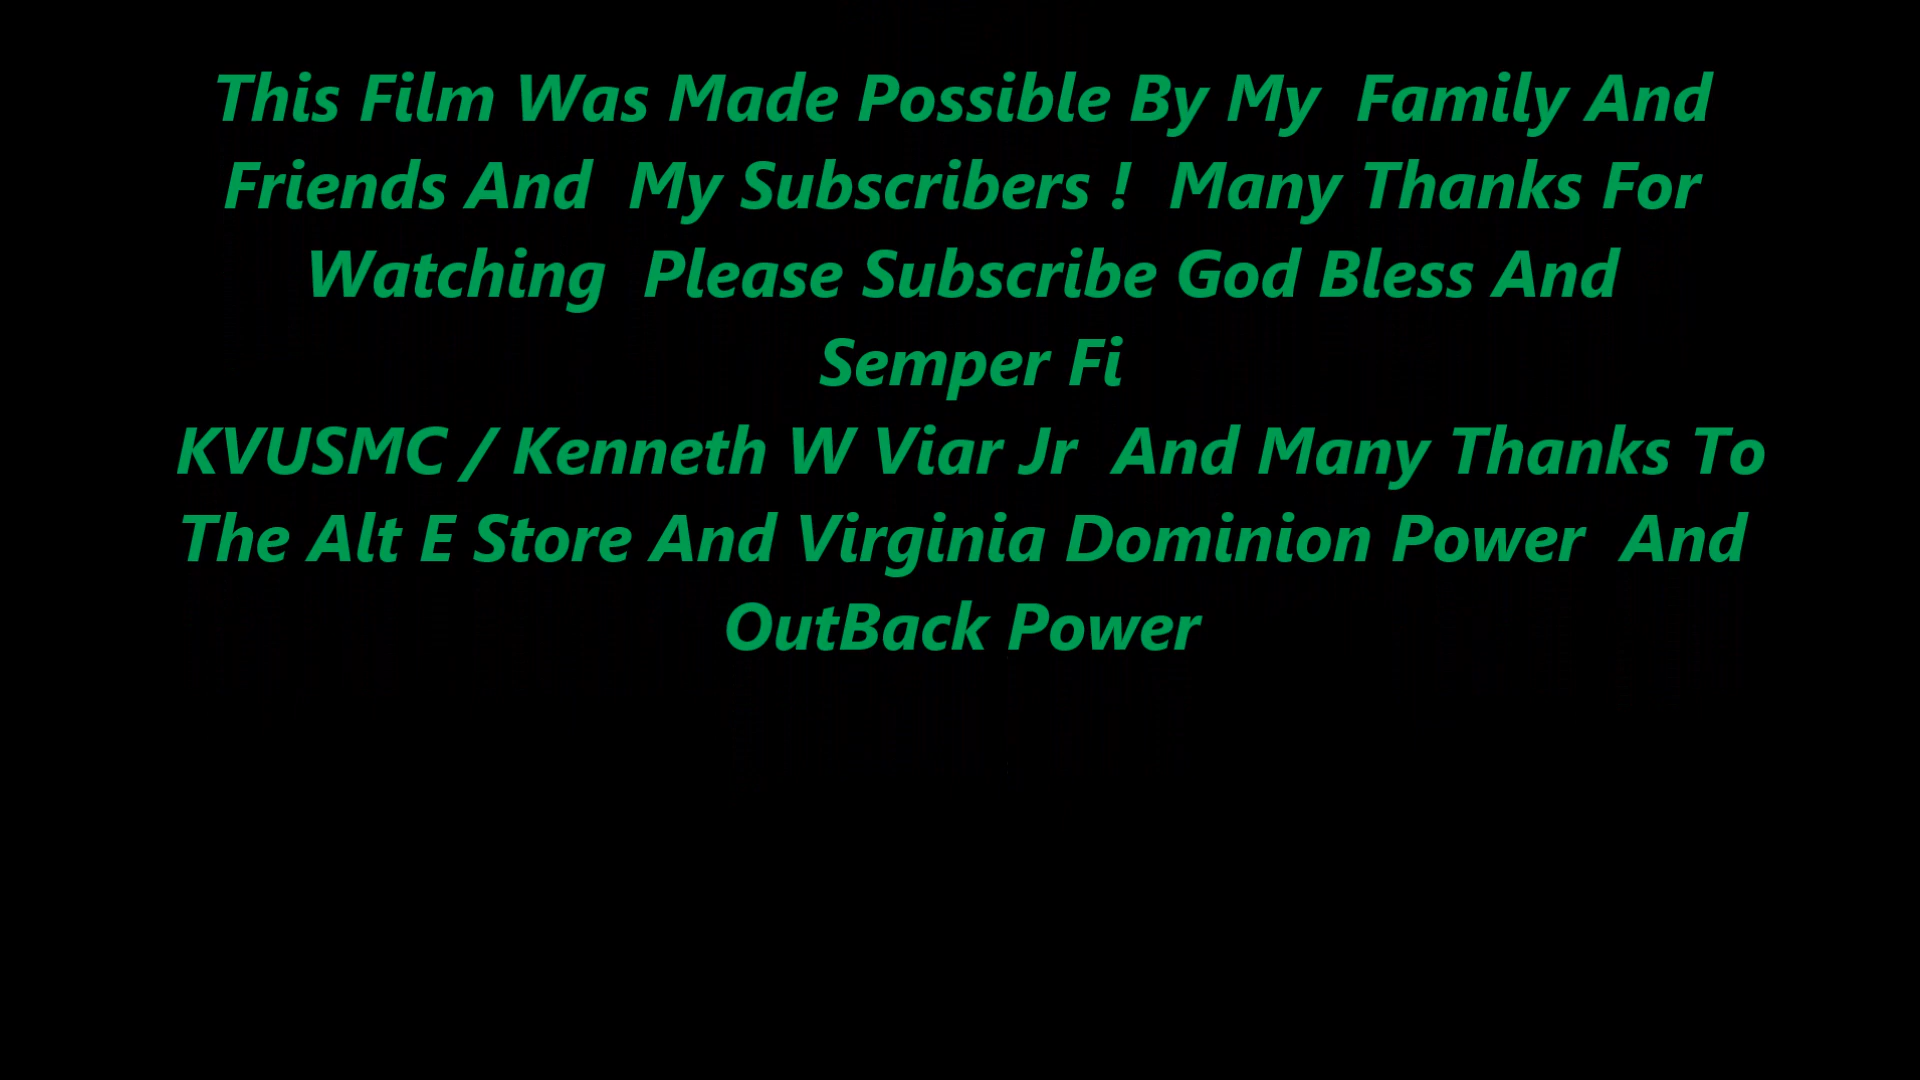 This Film Was Made Possible By My  Family And
Friends And  My Subscribers !  Many Thanks For
Watching  Please Subscribe God Bless And
Semper Fi
KVUSMC / Kenneth W Viar Jr  And Many Thanks To
The Alt E Store And Virginia Dominion Power  And
OutBack Power